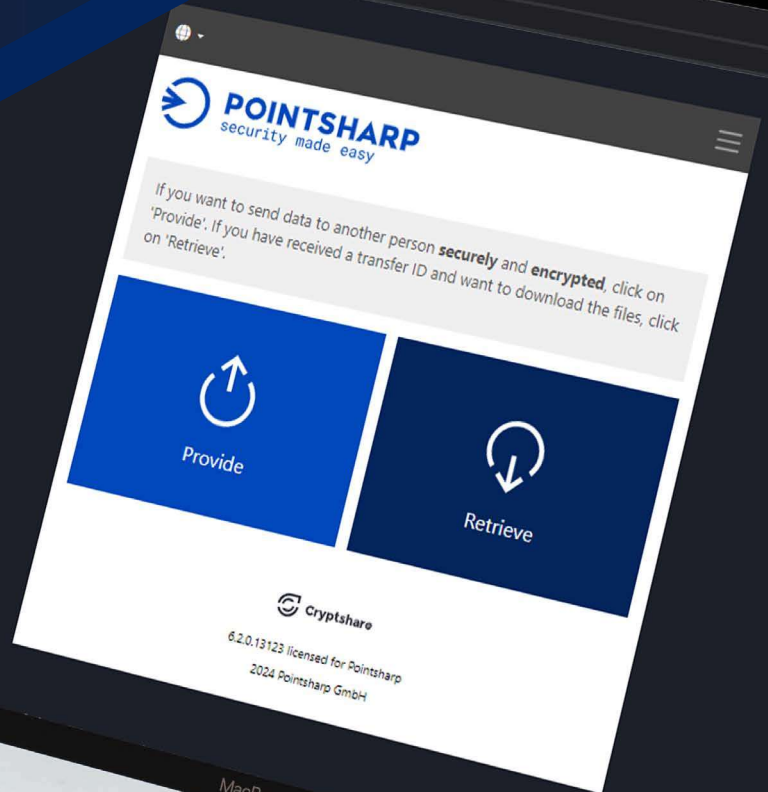 POINTSHARP
security made easy
If you want to send data to another person securely and encrypted, click on
'Provide'. If you have received a transfer ID and want to download the files, click
on 'Retrieve'.
Provide
Retrieve
Cryptshare
6.2.0.13123 licensed for Pointsharp
2024 Pointsharp GmbH